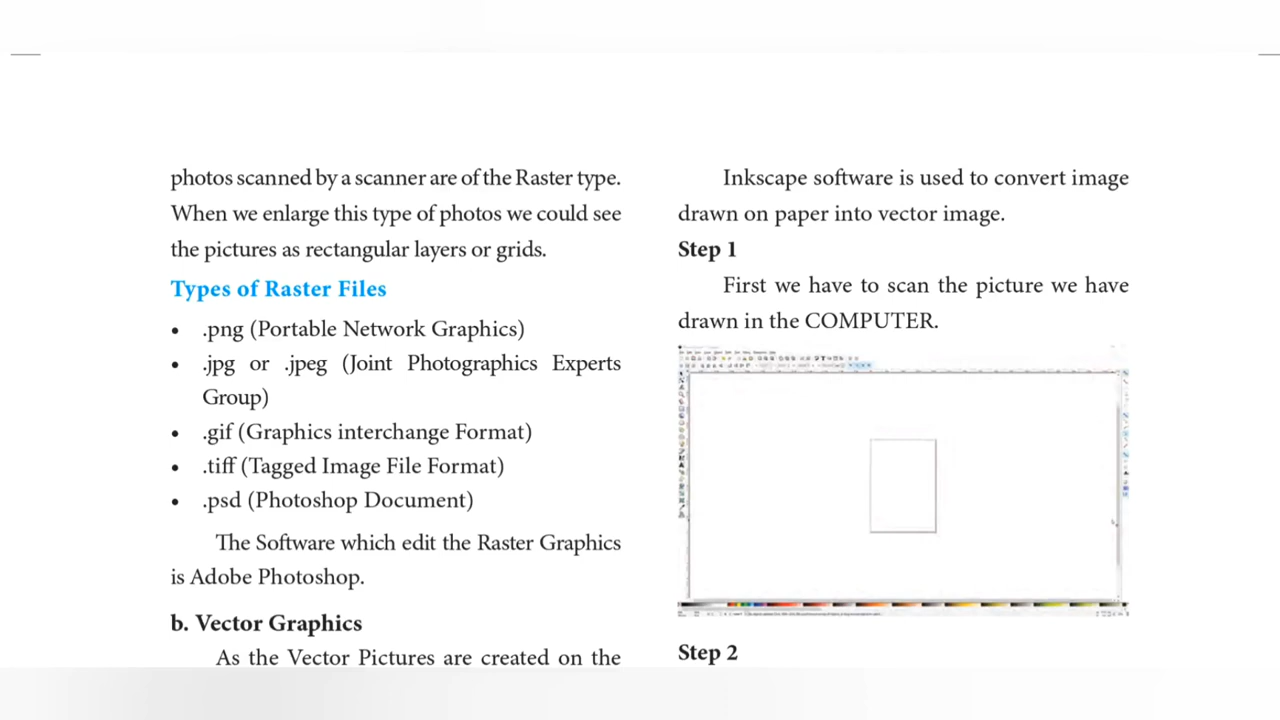 photos scanned by a scanner are of the Raster type.
When we enlarge this type of photos we could see
the pictures as rectangular layers or grids.
Types of Raster Files
• .png (Portable Network Graphics)
• .jpg or .jpeg (Joint Photographics Experts
Group)
• .gif (Graphics interchange Format)
• .tiff (Tagged Image File Format)
• .psd (Photoshop Document)
The Software which edit the Raster Graphics
is Adobe Photoshop.
b. Vector Graphics
As the Vector Pictures are created on the
Inkscape software is used to convert image
drawn on paper into vector image.
Step 1
First we have to scan the picture we have
drawn in the COMPUTER.
Step 2